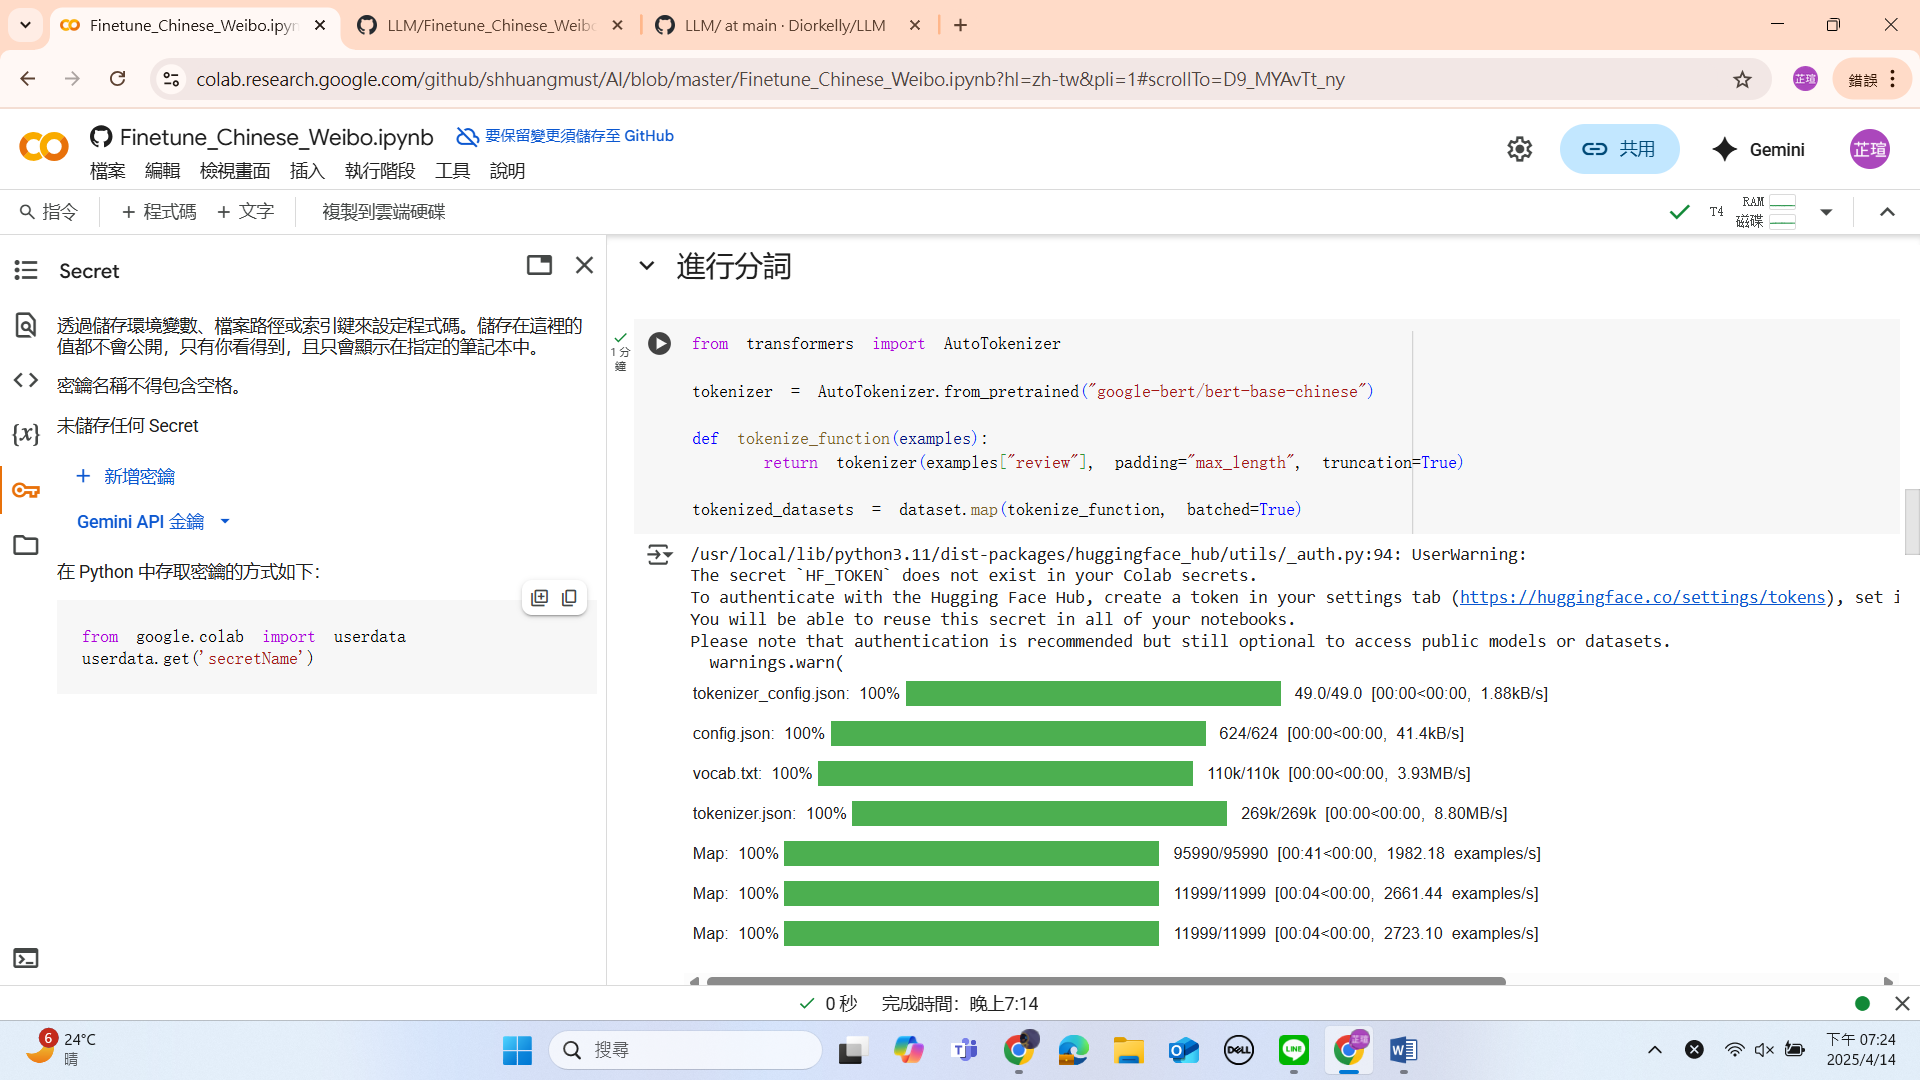 Finetune_Chinese_Weibo.ipyn
LLM/Finetune_Chinese_Weibo
LLM/ at main · Diorkelly/LLM
colab.research.google.com/github/shhuangmust/AI/blob/master/Finetune_Chinese_Weibo.ipynb?hl=zh-tw&pli=1#scrollTo=D9_MYAvTt_ny
芷瑄
錯誤
Finetune_Chinese_Weibo.ipynb
要保留變更須儲存至 GitHub
檔案 編輯 檢視畫面 插入 執行階段 工具 說明
共用
Gemini
芷瑄
指令
+ 程式碼 + 文字
複製到雲端硬碟
T4
RAM
磁碟
Secret
透過儲存環境變數、檔案路徑或索引鍵來設定程式碼。儲存在這裡的
值都不會公開，只有你看得到，且只會顯示在指定的筆記本中。
密鑰名稱不得包含空格。
未儲存任何 Secret
+ 新增密鑰
Gemini API 金鑰
在 Python 中存取密鑰的方式如下：
from google.colab import userdata
userdata.get('secretName')
進行分詞
1 分
鐘
from transformers import AutoTokenizer
tokenizer = AutoTokenizer.from_pretrained("google-bert/bert-base-chinese")
def tokenize_function(examples):
return tokenizer(examples["review"], padding="max_length", truncation=True)
tokenized_datasets = dataset.map(tokenize_function, batched=True)
/usr/local/lib/python3.11/dist-packages/huggingface_hub/utils/_auth.py:94: UserWarning:
The secret `HF_TOKEN` does not exist in your Colab secrets.
To authenticate with the Hugging Face Hub, create a token in your settings tab (https://huggingface.co/settings/tokens), set i
You will be able to reuse this secret in all of your notebooks.
Please note that authentication is recommended but still optional to access public models or datasets.
warnings.warn(
tokenizer_config.json: 100% 49.0/49.0 [00:00<00:00, 1.88kB/s]
config.json: 100% 624/624 [00:00<00:00, 41.4kB/s]
vocab.txt: 100% 110k/110k [00:00<00:00, 3.93MB/s]
tokenizer.json: 100% 269k/269k [00:00<00:00, 8.80MB/s]
Map: 100% 95990/95990 [00:41<00:00, 1982.18 examples/s]
Map: 100% 11999/11999 [00:04<00:00, 2661.44 examples/s]
Map: 100% 11999/11999 [00:04<00:00, 2723.10 examples/s]
0 秒 完成時間：晚上7:14
6
24°C
晴
搜尋
DELL
LINE
芷瑄
下午 07:24
2025/4/14